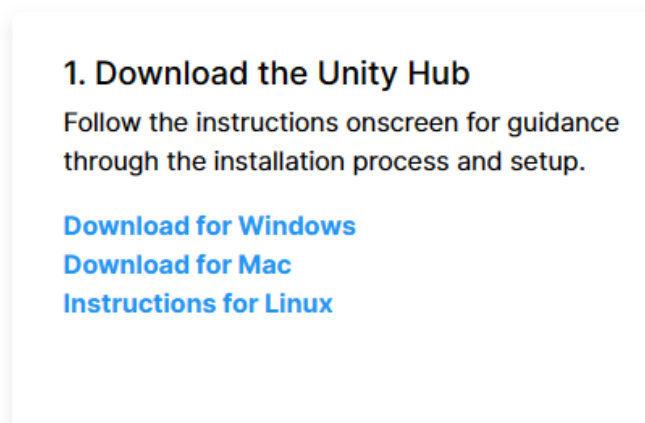 1. Download the Unity Hub
Follow the instructions onscreen for guidance
through the installation process and setup.
Download for Windows
Download for Mac
Instructions for Linux